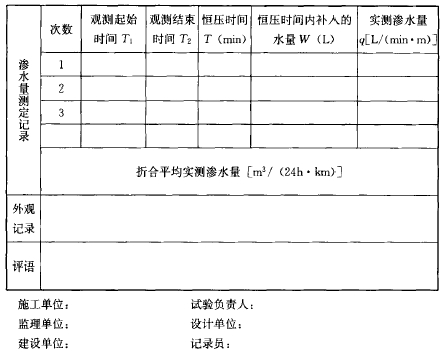 渗水量测定记录
次数 观测起始时间 T₁ 观测结束时间 T₂ 恒压时间 T（min） 恒压时间内补入的水量 W（L） 实测渗水量 q[L/(min·m)]
1
2
3
折合平均实测渗水量 [m³/（24h·km）]
外观记录
评语
施工单位： 试验负责人：
监理单位： 设计单位：
建设单位： 记录员：